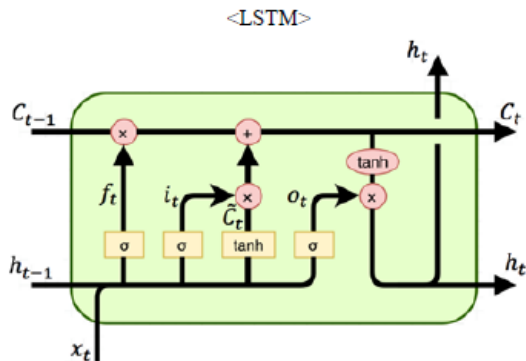 <LSTM>
h_t
C_{t-1} × + C_t
tanh
f_t i_t × o_t ×
C̃_t
σ σ tanh σ
h_{t-1} h_t
x_t